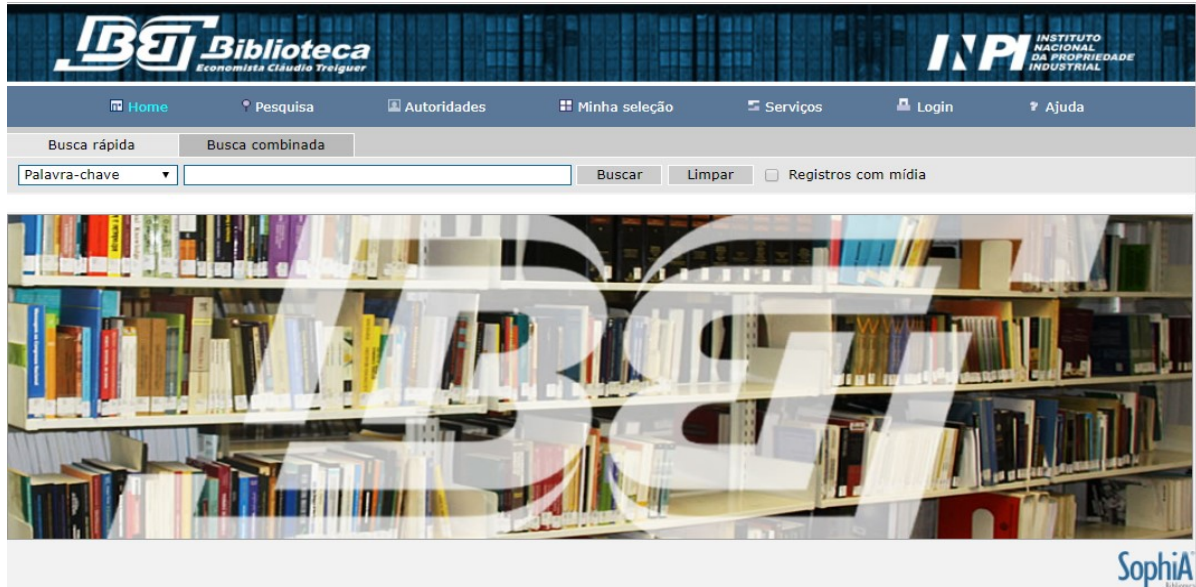 Biblioteca
Economista Cláudio Treiguer
INPI
INSTITUTO
NACIONAL
DA PROPRIEDADE
INDUSTRIAL
Home Pesquisa Autoridades Minha seleção Serviços Login Ajuda
Busca rápida Busca combinada
Palavra-chave Buscar Limpar Registros com mídia
SophiA
Biblioteca